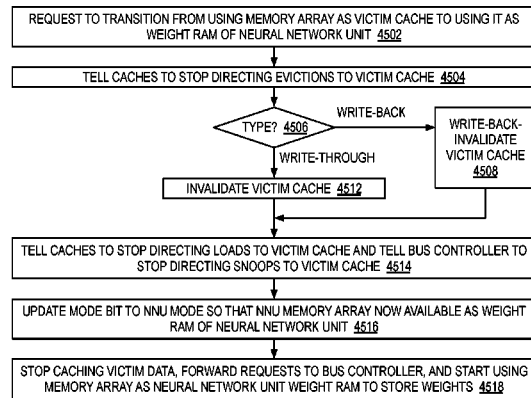 REQUEST TO TRANSITION FROM USING MEMORY ARRAY AS VICTIM CACHE TO USING IT AS
WEIGHT RAM OF NEURAL NETWORK UNIT 4502
TELL CACHES TO STOP DIRECTING EVICTIONS TO VICTIM CACHE 4504
TYPE? 4506
WRITE-BACK
WRITE-BACK-
INVALIDATE
VICTIM CACHE
4508
WRITE-THROUGH
INVALIDATE VICTIM CACHE 4512
TELL CACHES TO STOP DIRECTING LOADS TO VICTIM CACHE AND TELL BUS CONTROLLER TO
STOP DIRECTING SNOOPS TO VICTIM CACHE 4514
UPDATE MODE BIT TO NNU MODE SO THAT NNU MEMORY ARRAY NOW AVAILABLE AS WEIGHT
RAM OF NEURAL NETWORK UNIT 4516
STOP CACHING VICTIM DATA, FORWARD REQUESTS TO BUS CONTROLLER, AND START USING
MEMORY ARRAY AS NEURAL NETWORK UNIT WEIGHT RAM TO STORE WEIGHTS 4518